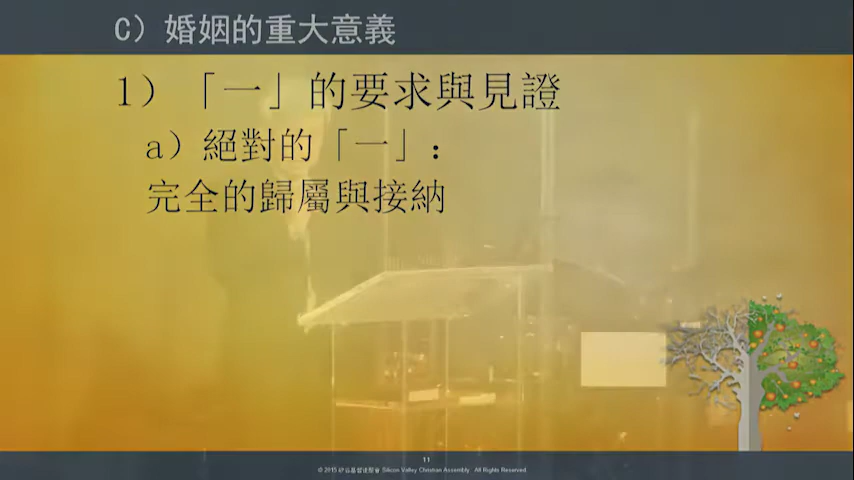 C）婚姻的重大意義
1）「一」的要求與見證
a）絕對的「一」：
完全的歸屬與接納
11
© 2015 矽谷基督徒聚會 Silicon Valley Christian Assembly All Rights Reserved